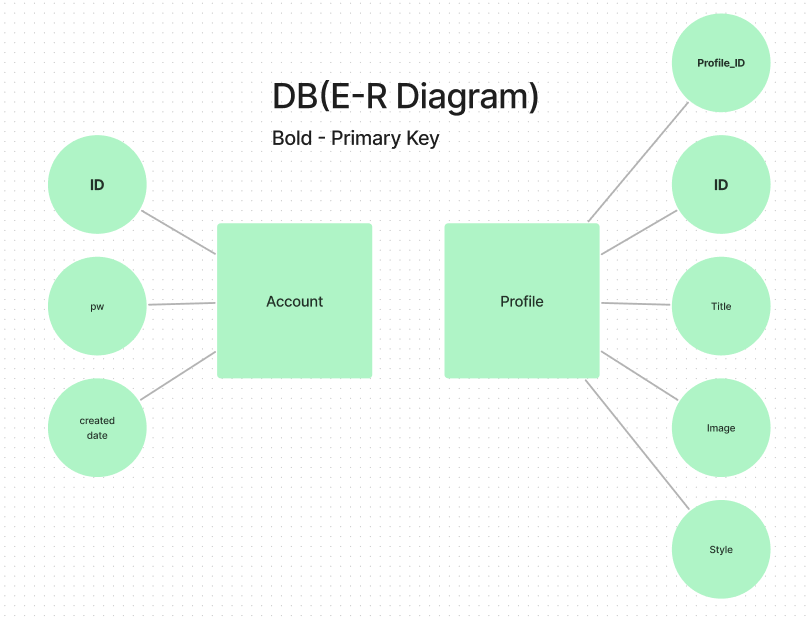 DB(E-R Diagram)
Bold - Primary Key
ID
pw
created
date
Account
Profile
Profile_ID
ID
Title
Image
Style